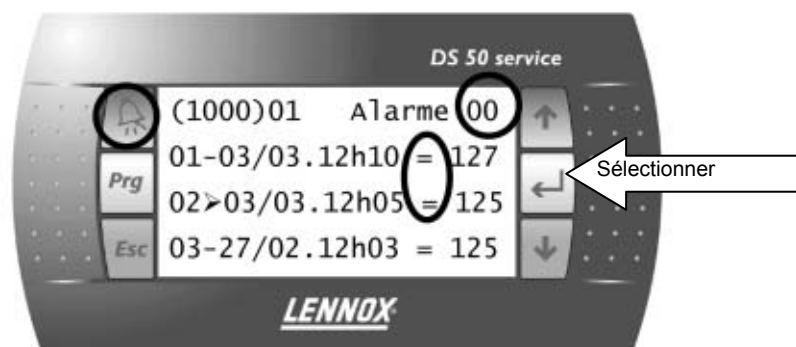 DS 50 service
(1000)01 Alarme 00
01-03/03.12h10 = 127
Prg
02➢03/03.12h05 = 125
Sélectionner
Esc
03-27/02.12h03 = 125
LENNOX